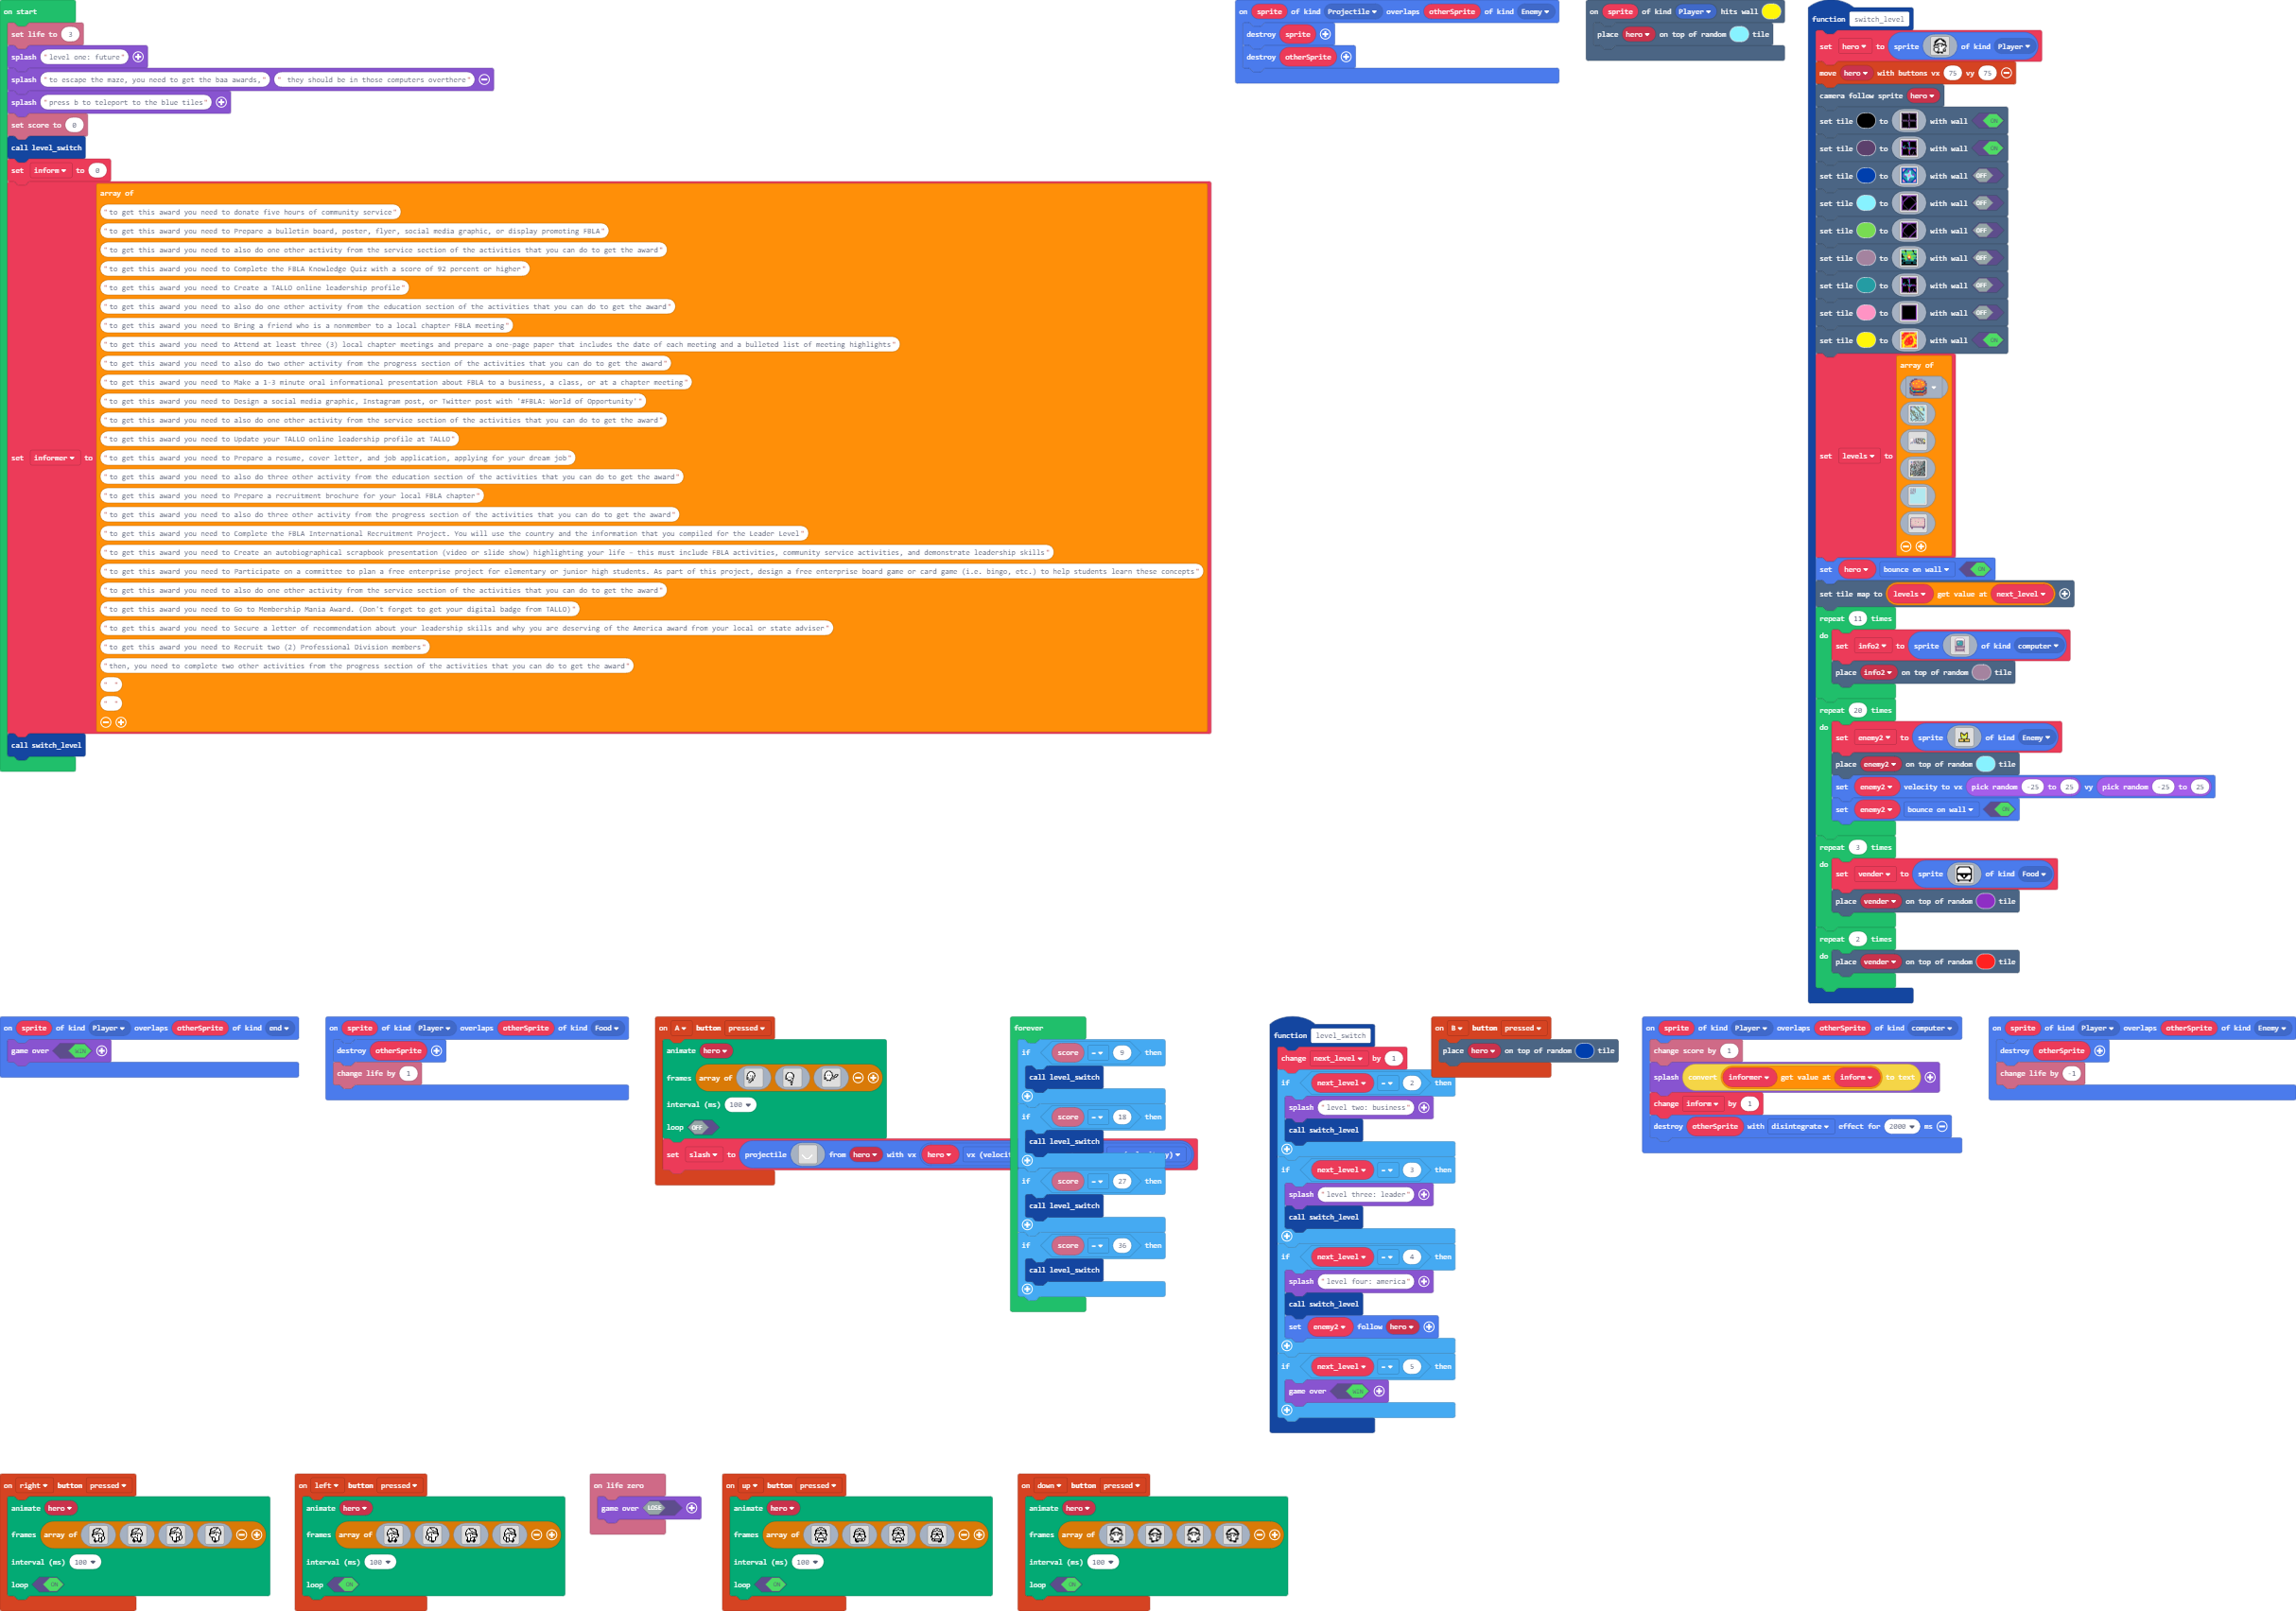 on start
set life to 3
splash "level one: future"
splash "to escape the maze, you need to get the baa awards," " they should be in those computers overthere"
splash "press b to teleport to the blue tiles"
set score to 0
call level_switch
set inform to 0
set informer to
array of
"to get this award you need to donate five hours of community service"
"to get this award you need to Prepare a bulletin board, poster, flyer, social media graphic, or display promoting FBLA"
"to get this award you need to also do one other activity from the service section of the activities that you can do to get the award"
"to get this award you need to Complete the FBLA Knowledge Quiz with a score of 92 percent or higher"
"to get this award you need to Create a TALLO online leadership profile"
"to get this award you need to also do one other activity from the education section of the activities that you can do to get the award"
"to get this award you need to Bring a friend who is a nonmember to a local chapter FBLA meeting"
"to get this award you need to Attend at least three (3) local chapter meetings and prepare a one-page paper that includes the date of each meeting and a bulleted list of meeting highlights"
"to get this award you need to also do two other activity from the progress section of the activities that you can do to get the award"
"to get this award you need to Make a 1-3 minute oral informational presentation about FBLA to a business, a class, or at a chapter meeting"
"to get this award you need to Design a social media graphic, Instagram post, or Twitter post with '#FBLA: World of Opportunity'"
"to get this award you need to also do one other activity from the service section of the activities that you can do to get the award"
"to get this award you need to Update your TALLO online leadership profile at TALLO"
"to get this award you need to Prepare a resume, cover letter, and job application, applying for your dream job"
"to get this award you need to also do three other activity from the education section of the activities that you can do to get the award"
"to get this award you need to Prepare a recruitment brochure for your local FBLA chapter"
"to get this award you need to also do three other activity from the progress section of the activities that you can do to get the award"
"to get this award you need to Complete the FBLA International Recruitment Project. You will use the country and the information that you compiled for the Leader Level"
"to get this award you need to Create an autobiographical scrapbook presentation (video or slide show) highlighting your life - this must include FBLA activities, community service activities, and demonstrate leadership skills"
"to get this award you need to Participate on a committee to plan a free enterprise project for elementary or junior high students. As part of this project, design a free enterprise board game or card game (i.e. bingo, etc.) to help students learn these concepts"
"to get this award you need to also do one other activity from the service section of the activities that you can do to get the award"
"to get this award you need to Go to Membership Mania Award. (Don't forget to get your digital badge from TALLO)"
"to get this award you need to Secure a letter of recommendation about your leadership skills and why you are deserving of the America award from your local or state adviser"
"to get this award you need to Recruit two (2) Professional Division members"
"then, you need to complete two other activities from the progress section of the activities that you can do to get the award"
" "
" "
call switch_level
on sprite of kind Projectile overlaps otherSprite of kind Enemy
destroy sprite
destroy otherSprite
on sprite of kind Player hits wall
place hero on top of random tile
function switch_level
set hero to sprite of kind Player
move hero with buttons vx 75 vy 75
camera follow sprite hero
set tile to with wall ON
set tile to with wall ON
set tile to with wall OFF
set tile to with wall OFF
set tile to with wall OFF
set tile to with wall OFF
set tile to with wall OFF
set tile to with wall OFF
set tile to with wall ON
set levels to
array of
set hero bounce on wall ON
set tile map to levels get value at next_level
repeat 11 times
do
set info2 to sprite of kind computer
place info2 on top of random tile
repeat 20 times
do
set enemy2 to sprite of kind Enemy
place enemy2 on top of random tile
set enemy2 velocity to vx pick random -25 to 25 vy pick random -25 to 25
set enemy2 bounce on wall ON
repeat 3 times
do
set vender to sprite of kind Food
place vender on top of random tile
repeat 2 times
do
place vender on top of random tile
on sprite of kind Player overlaps otherSprite of kind end
game over WIN
on sprite of kind Player overlaps otherSprite of kind Food
destroy otherSprite
change life by 1
on A button pressed
animate hero
frames array of
interval (ms) 100
loop OFF
set slash to projectile from hero with vx hero vx (velocit y)
forever
if score = 9 then
call level_switch
if score = 18 then
call level_switch
if score = 27 then
call level_switch
if score = 36 then
call level_switch
function level_switch
change next_level by 1
if next_level = 2 then
splash "level two: business"
call switch_level
if next_level = 3 then
splash "level three: leader"
call switch_level
if next_level = 4 then
splash "level four: america"
call switch_level
set enemy2 follow hero
if next_level = 5 then
game over WIN
on B button pressed
place hero on top of random tile
on sprite of kind Player overlaps otherSprite of kind computer
change score by 1
splash convert informer get value at inform to text
change inform by 1
destroy otherSprite with disintegrate effect for 2000 ms
on sprite of kind Player overlaps otherSprite of kind Enemy
destroy otherSprite
change life by -1
on right button pressed
animate hero
frames array of
interval (ms) 100
loop ON
on left button pressed
animate hero
frames array of
interval (ms) 100
loop ON
on life zero
game over LOSE
on up button pressed
animate hero
frames array of
interval (ms) 100
loop ON
on down button pressed
animate hero
frames array of
interval (ms) 100
loop ON